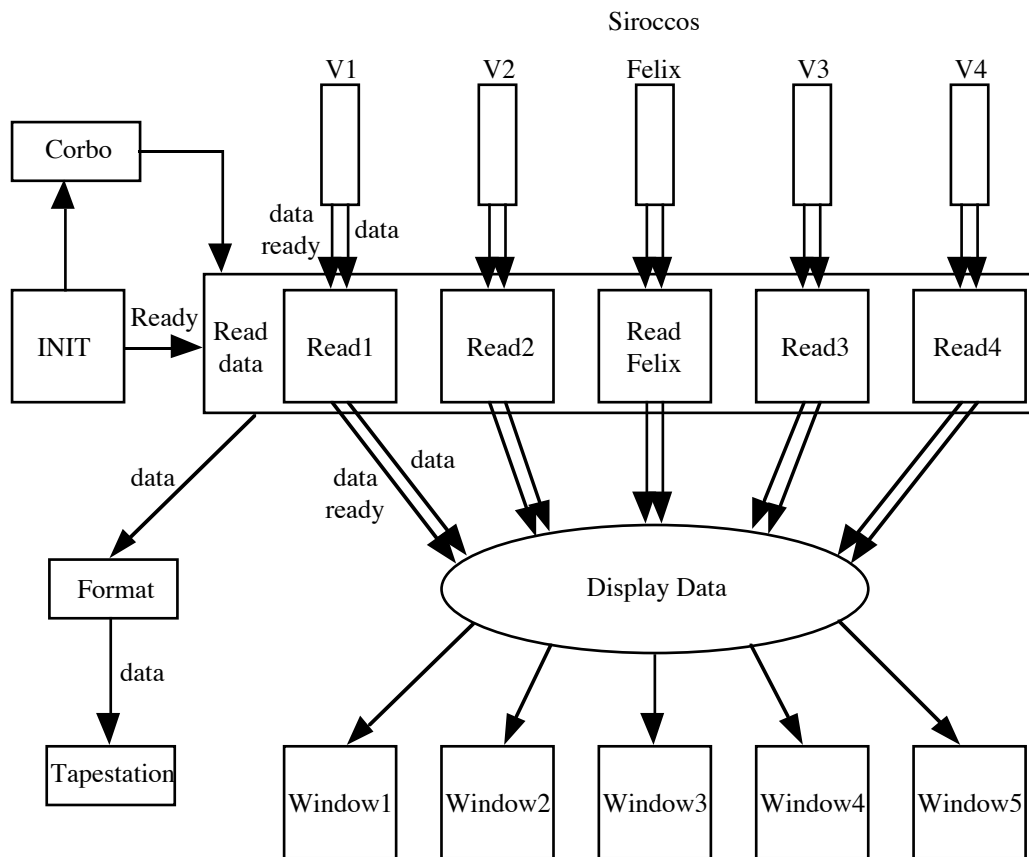 Siroccos
V1
V2
Felix
V3
V4
Corbo
data
ready
data
INIT
Ready
Read
data
Read1
Read2
Read
Felix
Read3
Read4
data
data
data
ready
Format
Display Data
data
Tapestation
Window1
Window2
Window3
Window4
Window5